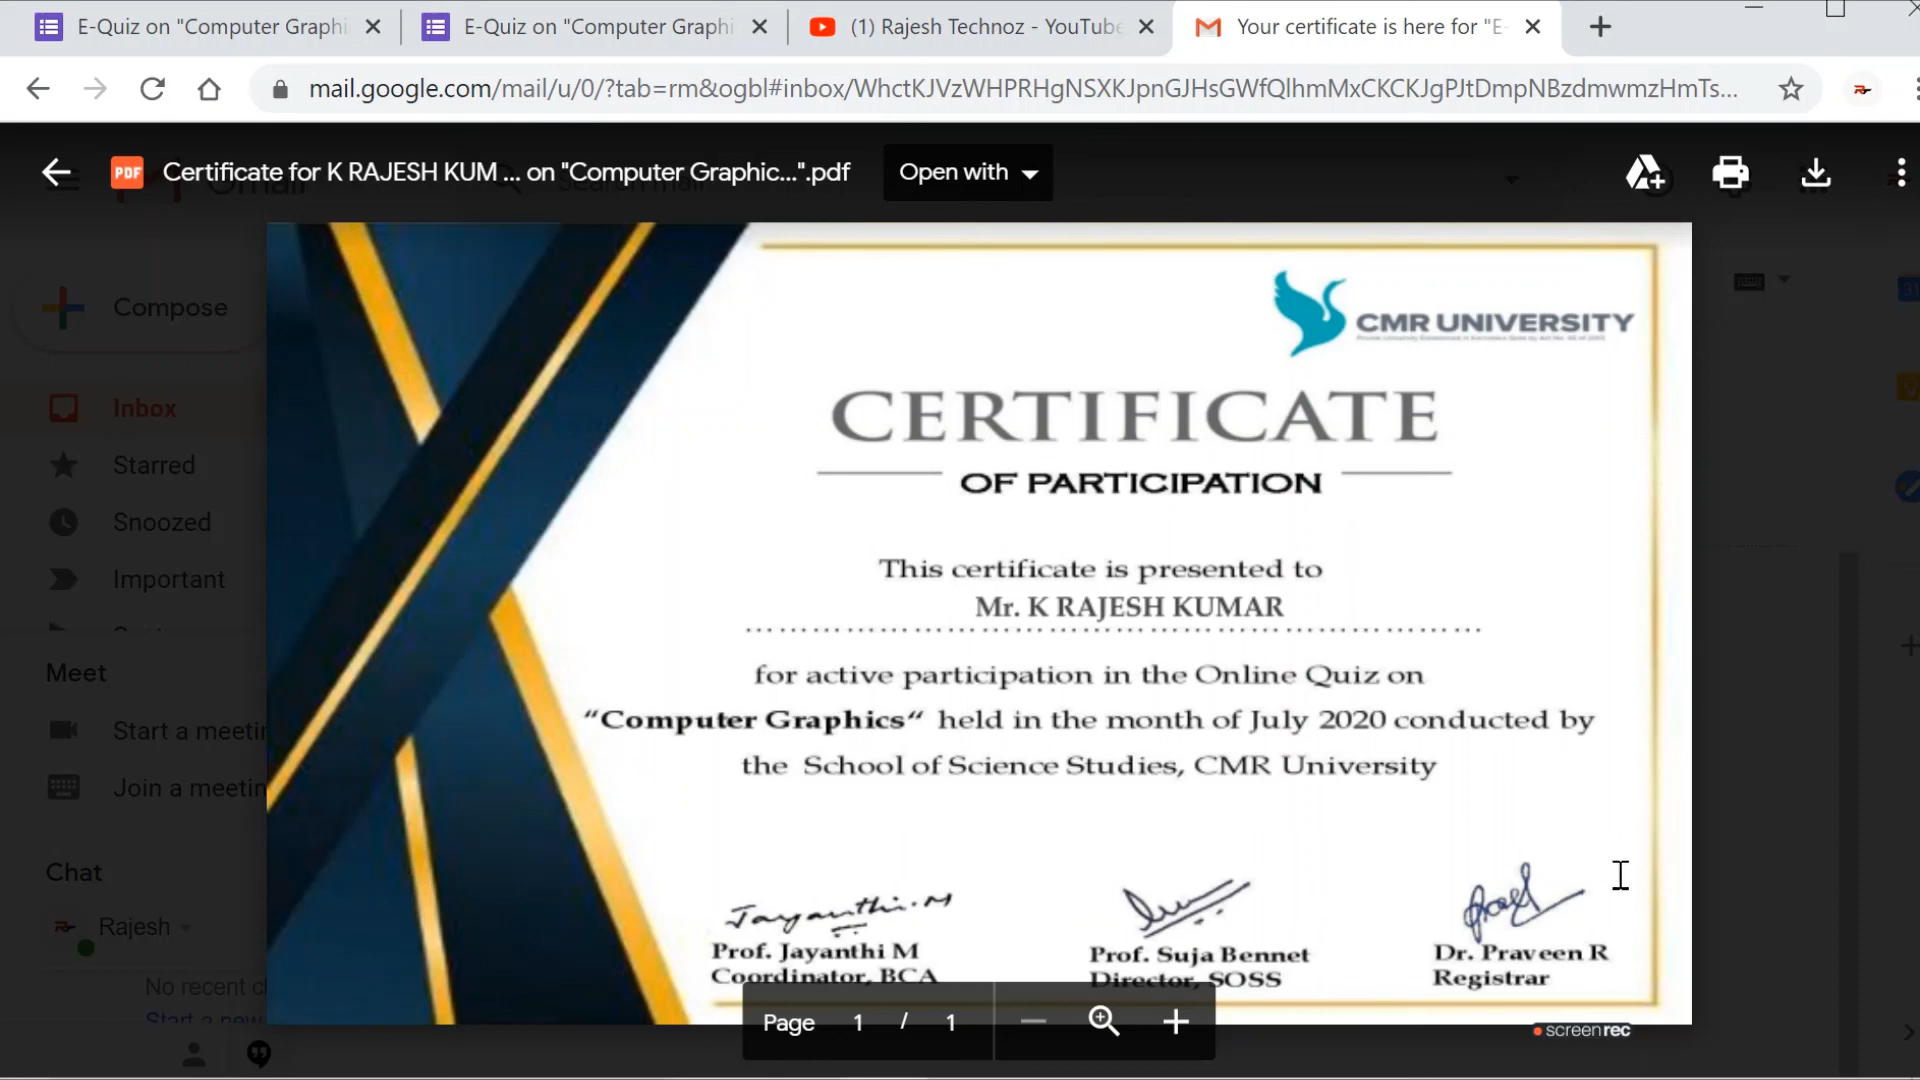 E-Quiz on "Computer Graphi
E-Quiz on "Computer Graphi
(1) Rajesh Technoz - YouTube
Your certificate is here for "E-
mail.google.com/mail/u/0/?tab=rm&ogbl#inbox/WhctKJVzWHPRHgNSXKJpnGJHsGWfQlhmMxCKCKJgPJtDmpNBzdmwmzHmTs...
PDF
Certificate for K RAJESH KUM ... on "Computer Graphic...".pdf
Open with
Compose
Inbox
Starred
Snoozed
Important
Meet
Start a meetin
Join a meetin
Chat
Rajesh
No recent c
Start a new
CMR UNIVERSITY
CERTIFICATE
OF PARTICIPATION
This certificate is presented to
Mr. K RAJESH KUMAR
for active participation in the Online Quiz on
"Computer Graphics" held in the month of July 2020 conducted by
the School of Science Studies, CMR University
Jayanthi.M
Prof. Jayanthi M
Coordinator, BCA
Prof. Suja Bennet
Director, SOSS
Dr. Praveen R
Registrar
Page 1 / 1
screenrec